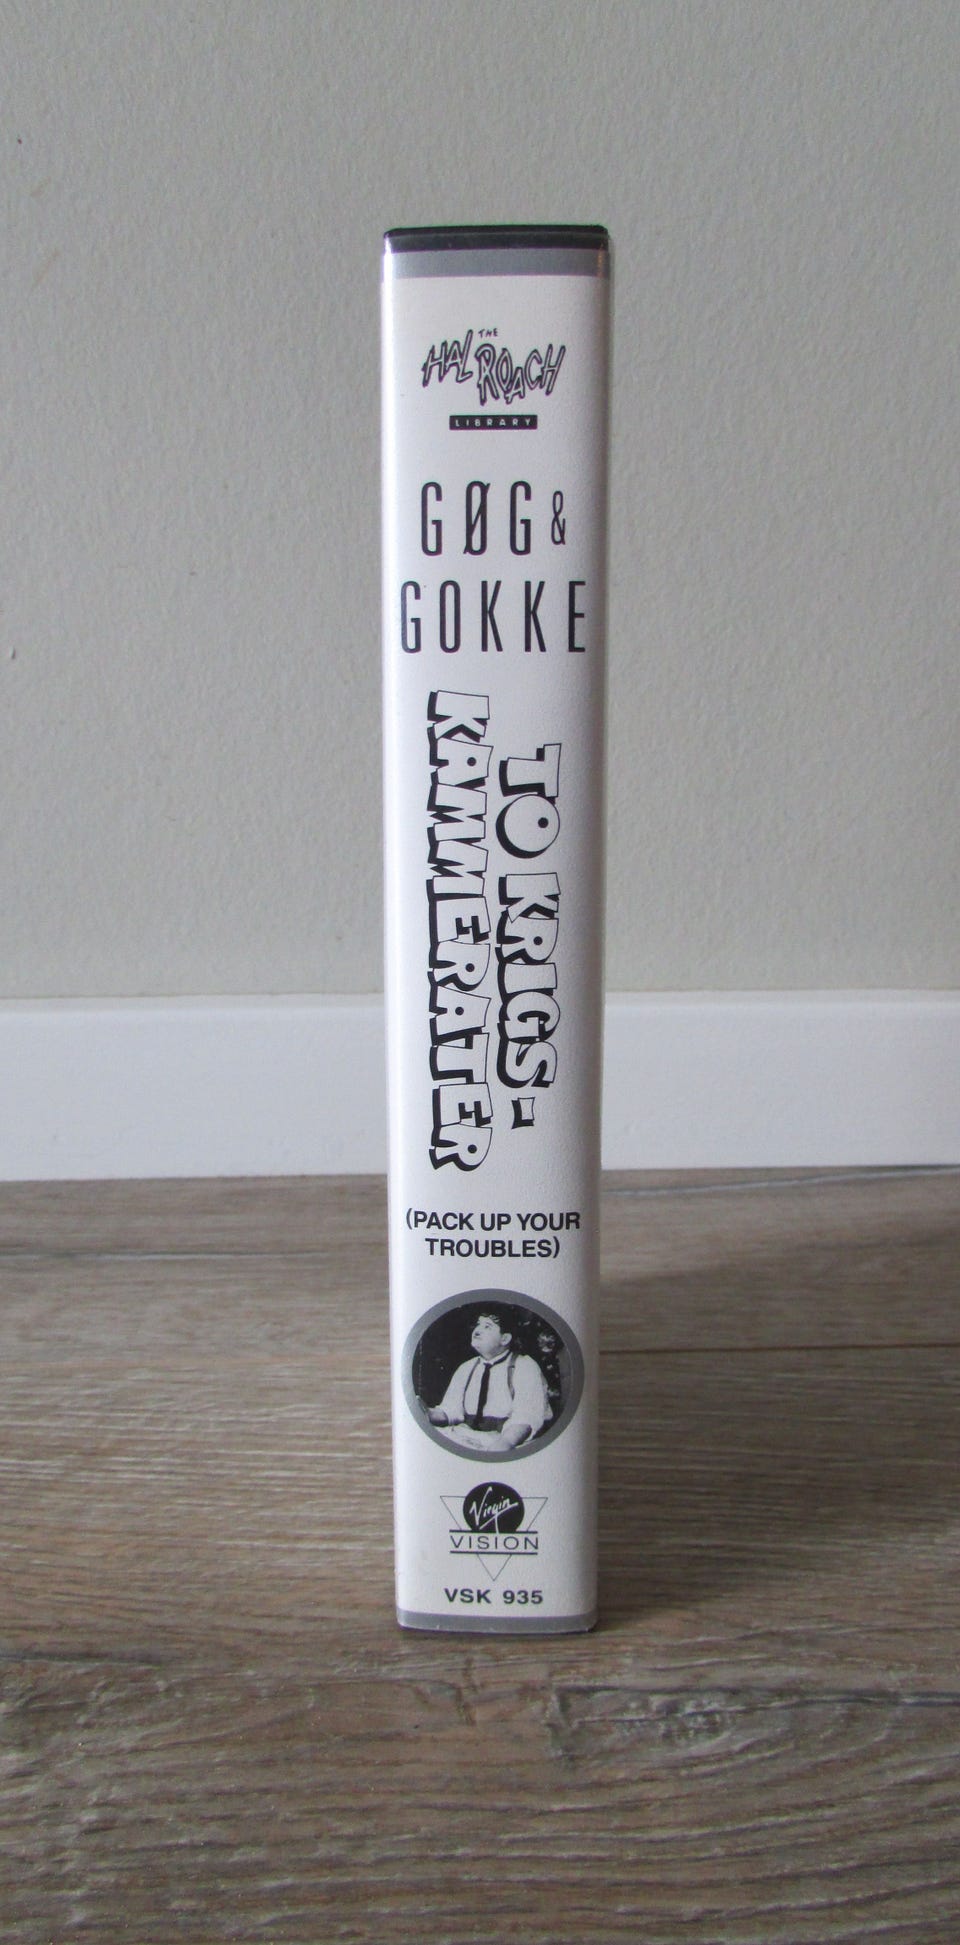 THE
HAL ROACH
LIBRARY
GØG &
GOKKE
TO KRIGS-
KAMMERATER
(PACK UP YOUR
TROUBLES)
Virgin
VISION
VSK 935